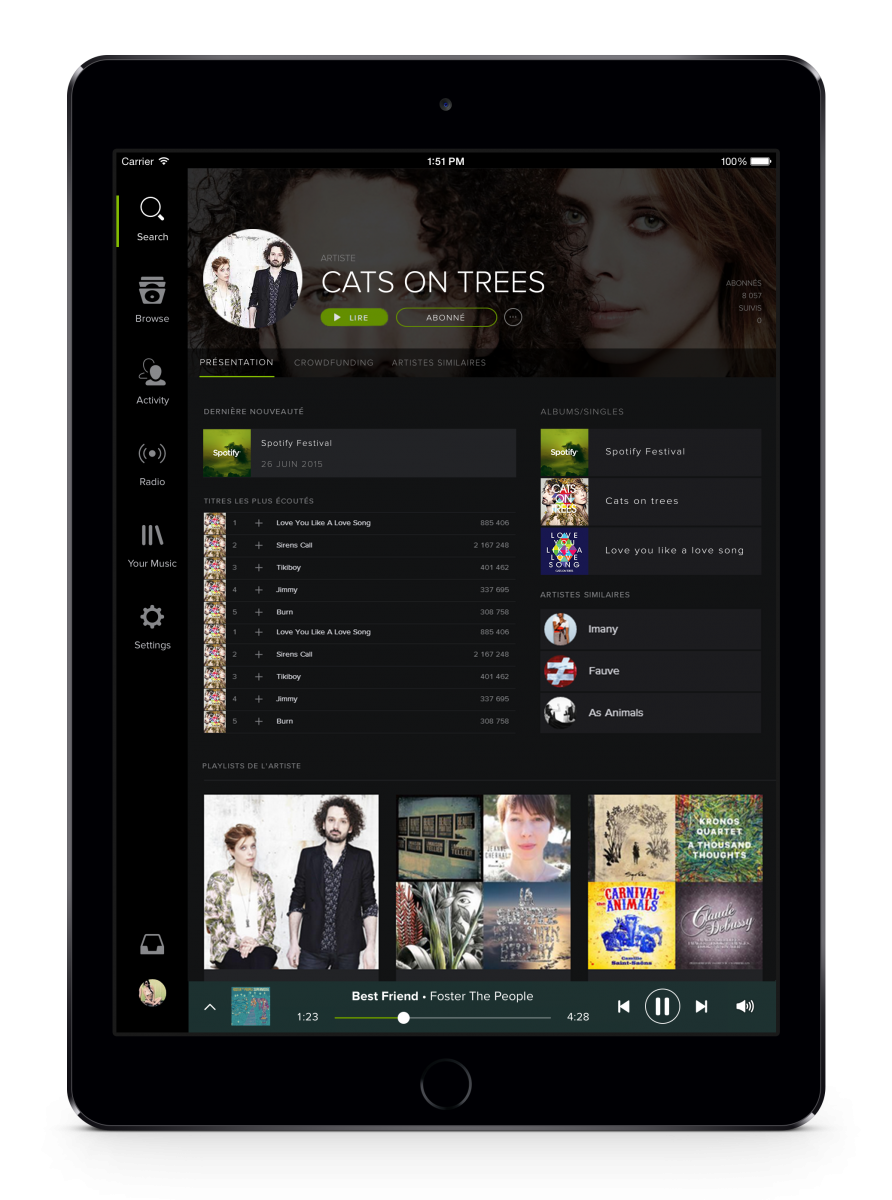 Carrier 1:51 PM 100%
Search
Browse
Activity
Radio
Your Music
Settings
ARTISTE
CATS ON TREES
LIRE ABONNÉ
ABONNÉS
8 057
SUIVIS
0
PRÉSENTATION CROWDFUNDING ARTISTES SIMILAIRES
DERNIÈRE NOUVEAUTÉ
Spotify
Spotify Festival
26 JUIN 2015
TITRES LES PLUS ÉCOUTÉS
1 + Love You Like A Love Song 885 406
2 + Sirens Call 2 167 248
3 + Tikiboy 401 462
4 + Jimmy 337 695
5 + Burn 308 758
1 + Love You Like A Love Song 885 406
2 + Sirens Call 2 167 248
3 + Tikiboy 401 462
4 + Jimmy 337 695
5 + Burn 308 758
ALBUMS/SINGLES
Spotify
Spotify Festival
CATS
ON
TREES
Cats on trees
LOVE
YOU
LIKE A
LOVE
SONG
Love you like a love song
ARTISTES SIMILAIRES
Imany
Fauve
As Animals
PLAYLISTS DE L'ARTISTE
KRONOS
QUARTET
A THOUSAND
THOUGHTS
CARNIVAL
ANIMALS
Camille
Saint-Saëns
Claude
Debussy
Best Friend • Foster The People
1:23 4:28